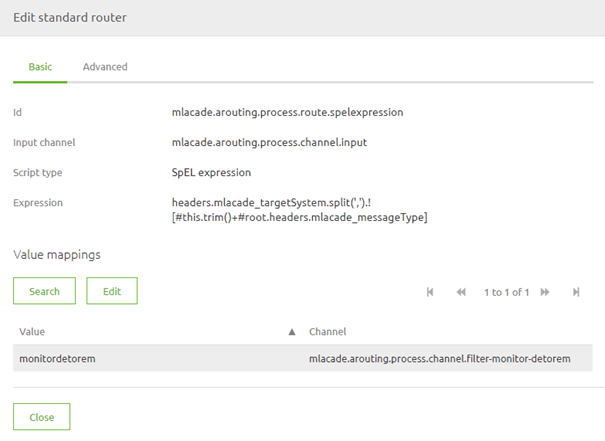 Edit standard router
Basic
Advanced
Id
mlacade.arouting.process.route.spelexpression
Input channel
mlacade.arouting.process.channel.input
Script type
SpEL expression
Expression
headers.mlacade_targetSystem.split(',').!
[#this.trim()+#root.headers.mlacade_messageType]
Value mappings
Search
Edit
1 to 1 of 1
Value
Channel
monitordetorem
mlacade.arouting.process.channel.filter-monitor-detorem
Close